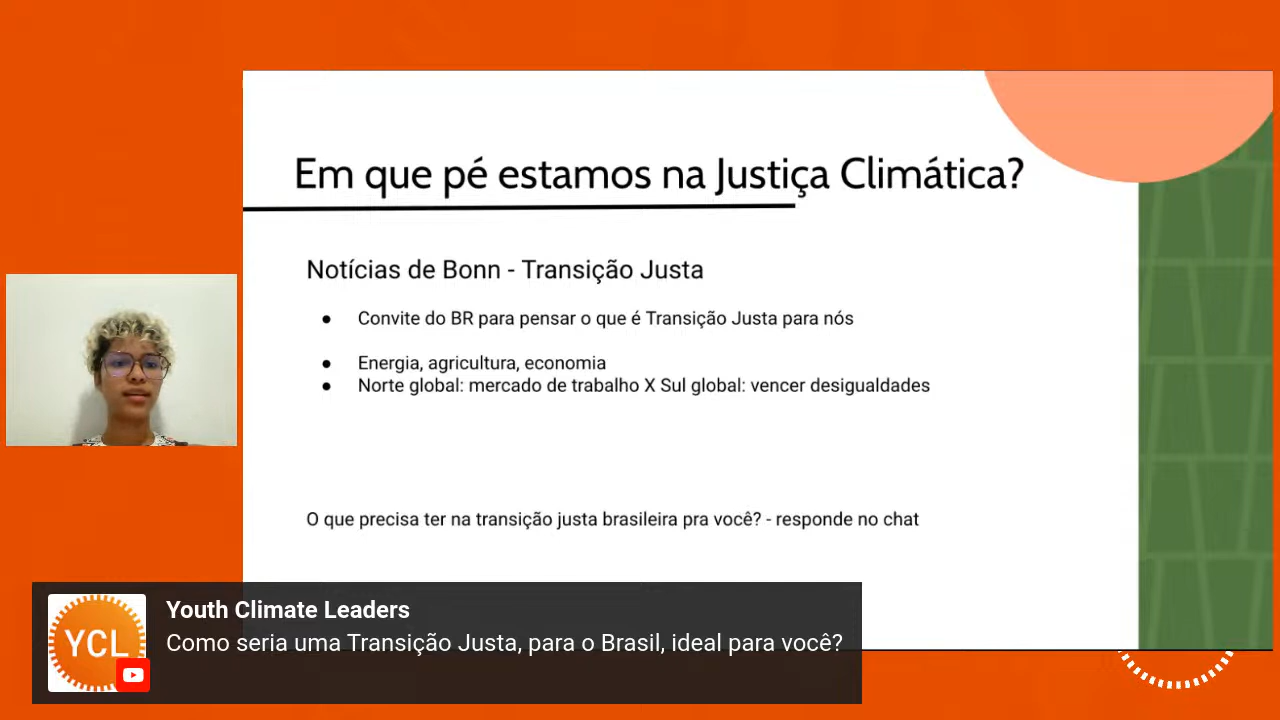 Em que pé estamos na Justiça Climática?
Notícias de Bonn - Transição Justa
● Convite do BR para pensar o que é Transição Justa para nós
● Energia, agricultura, economia
● Norte global: mercado de trabalho X Sul global: vencer desigualdades
O que precisa ter na transição justa brasileira pra você? - responde no chat
YCL
Youth Climate Leaders
Como seria uma Transição Justa, para o Brasil, ideal para você?